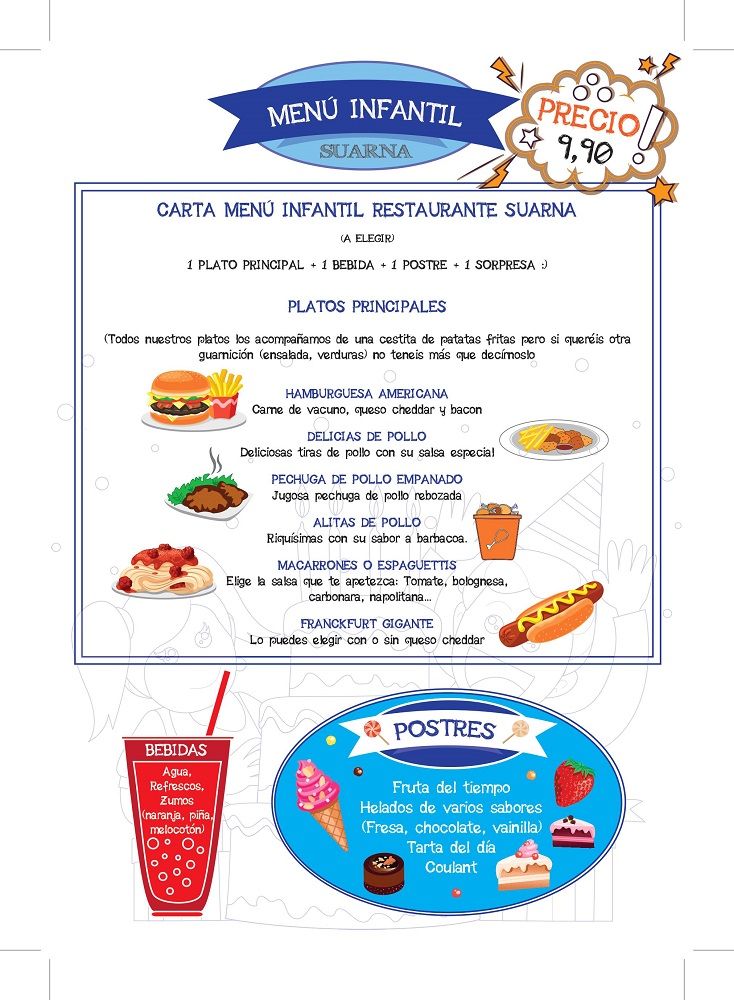 MENÚ INFANTIL
SUARNA
PRECIO!
9,90
CARTA MENÚ INFANTIL RESTAURANTE SUARNA
(A ELEGIR)
1 PLATO PRINCIPAL + 1 BEBIDA + 1 POSTRE + 1 SORPRESA :)
PLATOS PRINCIPALES
(Todos nuestros platos los acompañamos de una cestita de patatas fritas pero si queréis otra
guarnición (ensalada, verduras) no teneis más que decírnoslo
HAMBURGUESA AMERICANA
Carne de vacuno, queso cheddar y bacon
DELICIAS DE POLLO
Deliciosas tiras de pollo con su salsa especial
PECHUGA DE POLLO EMPANADO
Jugosa pechuga de pollo rebozada
ALITAS DE POLLO
Riquísimas con su sabor a barbacoa.
MACARRONES O ESPAGUETTIS
Elige la salsa que te apetezca: Tomate, bolognesa,
carbonara, napolitana...
FRANCKFURT GIGANTE
Lo puedes elegir con o sin queso cheddar
BEBIDAS
Agua,
Refrescos,
Zumos
(naranja, piña,
melocotón)
POSTRES
Fruta del tiempo
Helados de varios sabores
(Fresa, chocolate, vainilla)
Tarta del día
Coulant